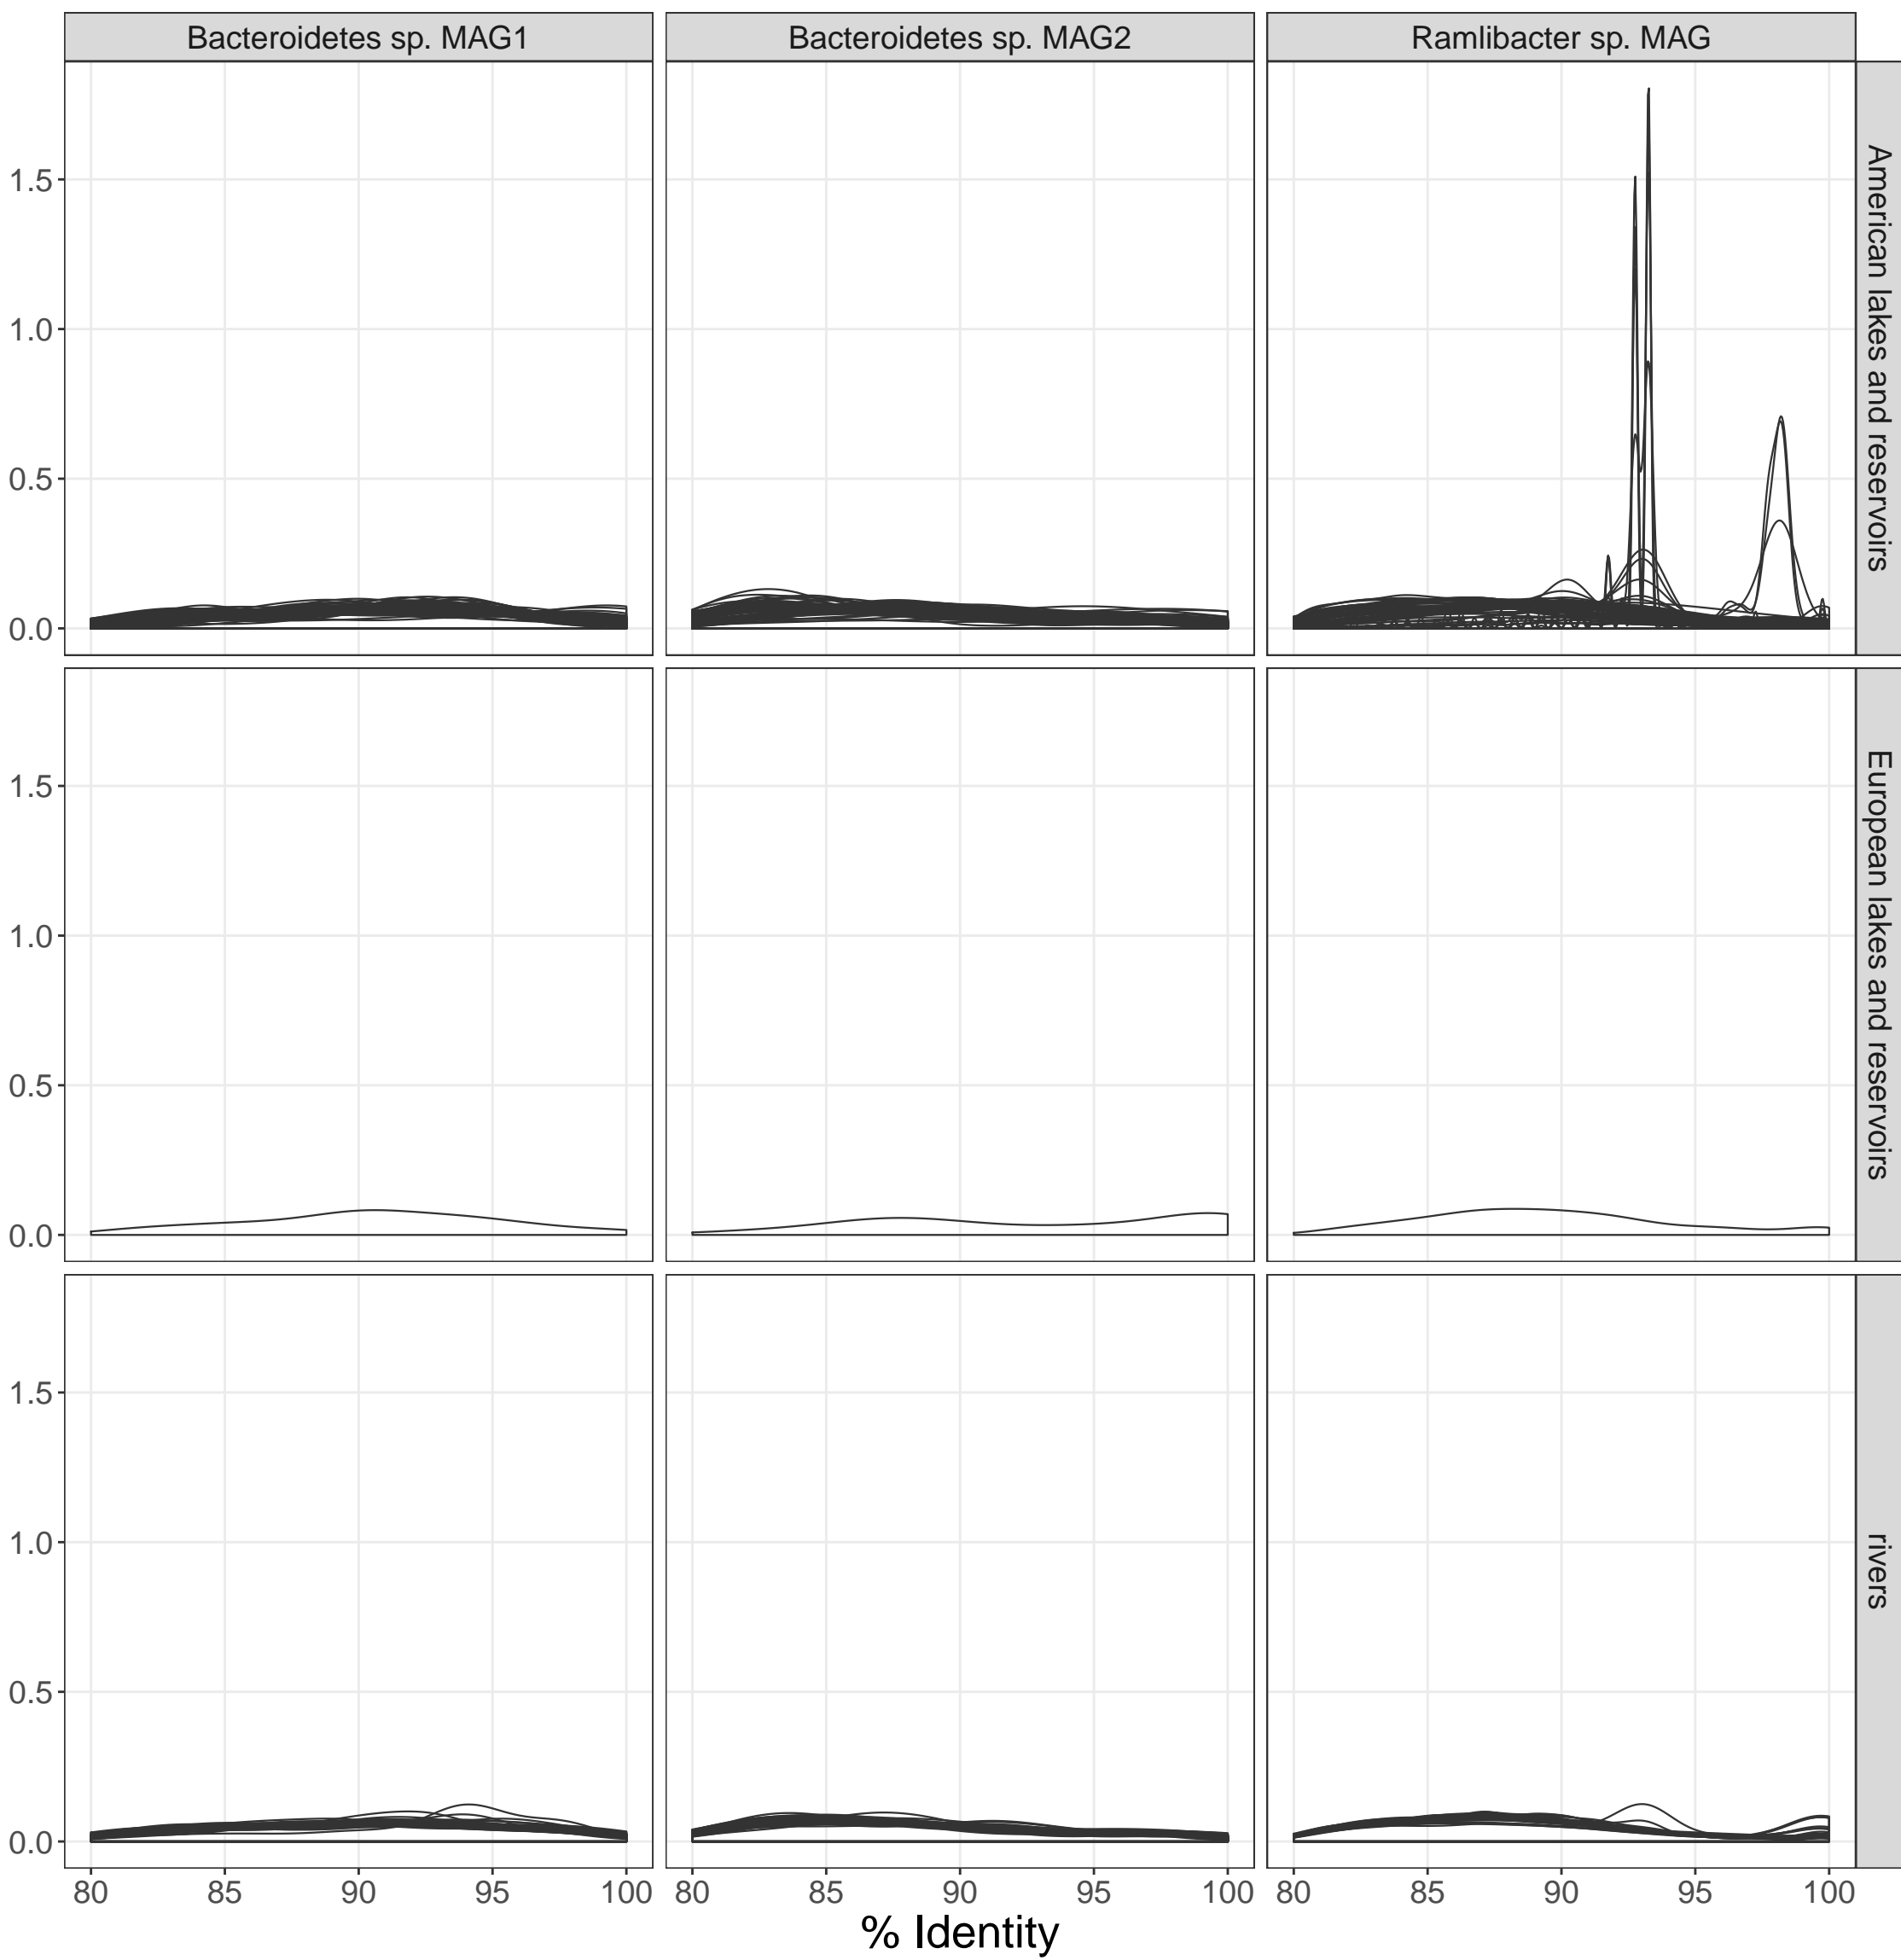 Bacteroidetes sp. MAG1
Bacteroidetes sp. MAG2
Ramlibacter sp. MAG
1.5
1.0
0.5
0.0
American lakes and reservoirs
1.5
1.0
0.5
0.0
European lakes and reservoirs
1.5
1.0
0.5
0.0
rivers
80 85 90 95 100
80 85 90 95 100
80 85 90 95 100
% Identity